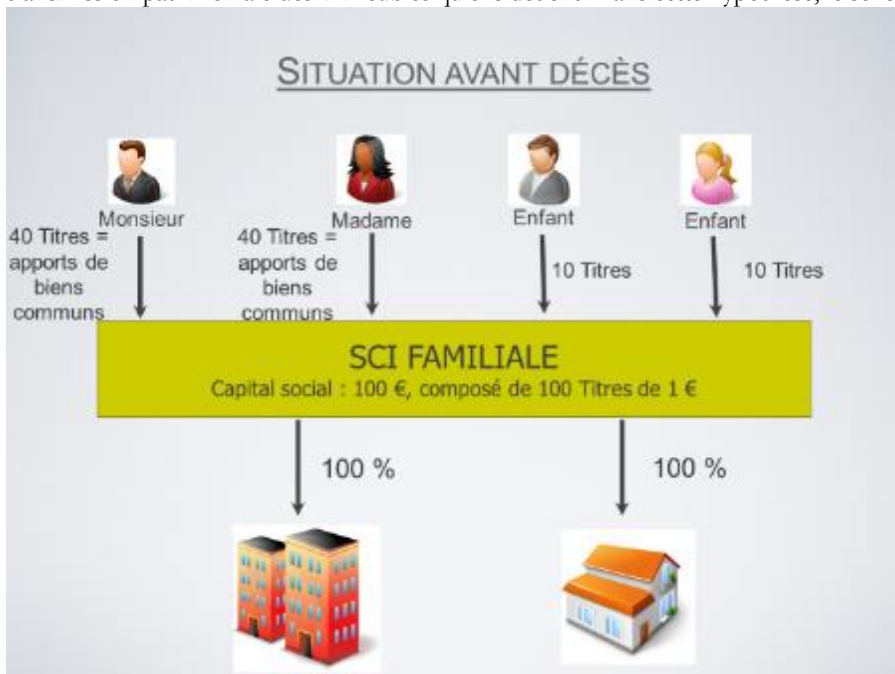 SITUATION AVANT DÉCÈS
Monsieur
Madame
Enfant
Enfant
40 Titres =
apports de
biens
communs
40 Titres =
apports de
biens
communs
10 Titres
10 Titres
SCI FAMILIALE
Capital social : 100 €, composé de 100 Titres de 1 €
100 %
100 %